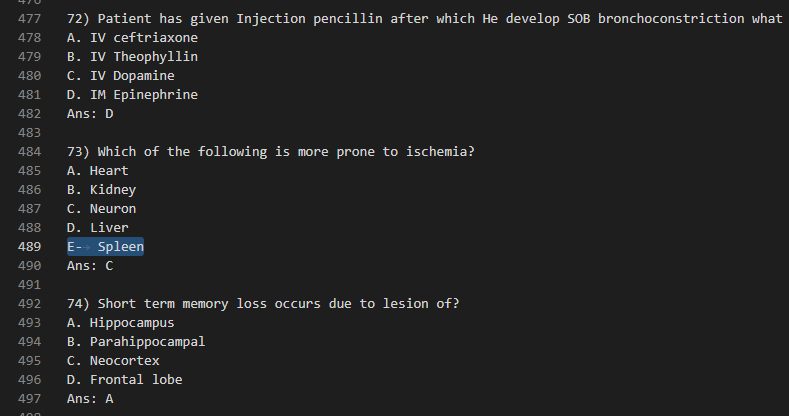 476
477 72) Patient has given Injection pencillin after which He develop SOB bronchoconstriction what
478 A. IV ceftriaxone
479 B. IV Theophyllin
480 C. IV Dopamine
481 D. IM Epinephrine
482 Ans: D
483
484 73) Which of the following is more prone to ischemia?
485 A. Heart
486 B. Kidney
487 C. Neuron
488 D. Liver
489 E-→ Spleen
490 Ans: C
491
492 74) Short term memory loss occurs due to lesion of?
493 A. Hippocampus
494 B. Parahippocampal
495 C. Neocortex
496 D. Frontal lobe
497 Ans: A
498